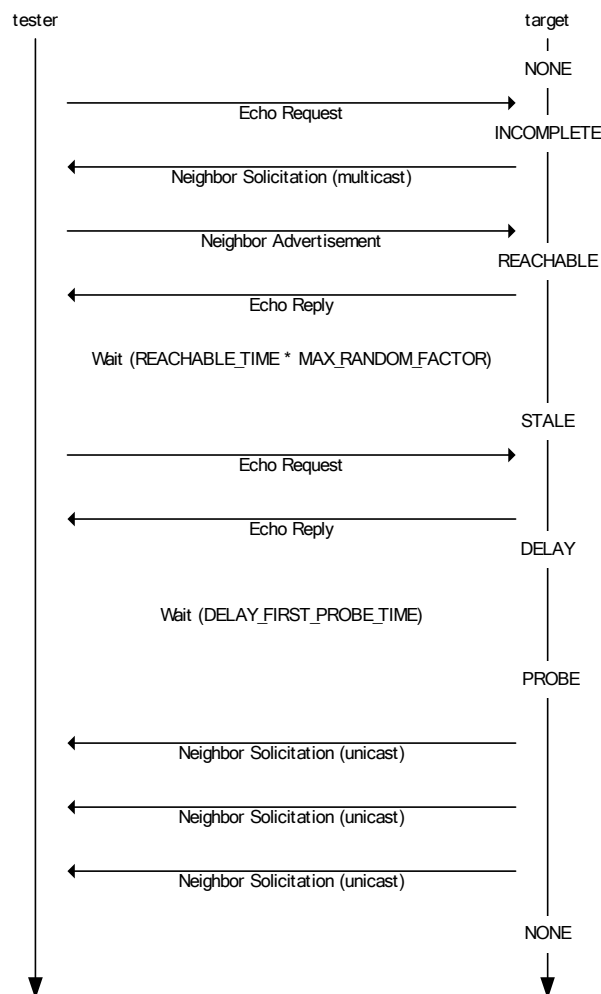 tester target
NONE
Echo Request
INCOMPLETE
Neighbor Solicitation (multicast)
Neighbor Advertisement
REACHABLE
Echo Reply
Wait (REACHABLE_TIME * MAX_RANDOM_FACTOR)
STALE
Echo Request
Echo Reply
DELAY
Wait (DELAY_FIRST_PROBE_TIME)
PROBE
Neighbor Solicitation (unicast)
Neighbor Solicitation (unicast)
Neighbor Solicitation (unicast)
NONE